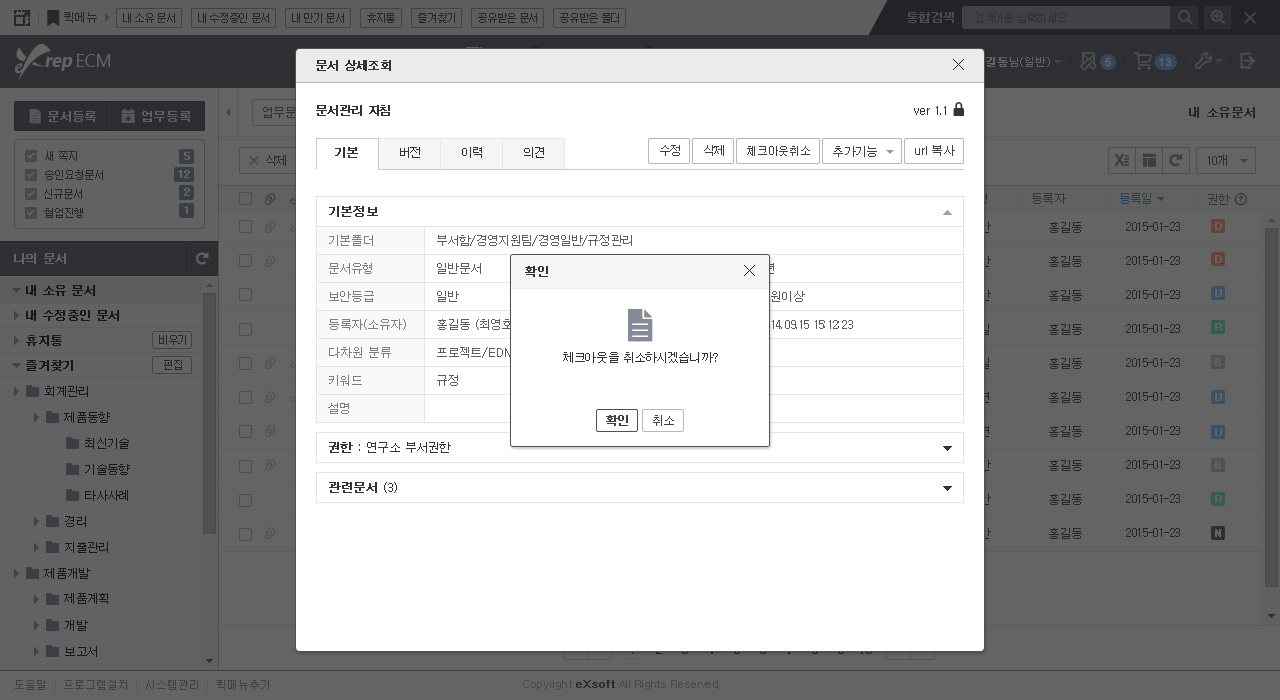 퀵메뉴 내 소유 문서 내 수정중인 문서 내 만기 문서 휴지통 즐겨찾기 공유받은 문서 공유받은 폴더 통합검색 검색어를 입력하세요
Xrep ECM 길동님(일반) 5 13
문서등록 업무등록
새 쪽지 5
승인요청문서 12
신규문서 2
협업진행 1
나의 문서
내 소유 문서
내 수정중인 문서
휴지통 비우기
즐겨찾기 편집
회계관리
제품동향
최신기술
기술동향
타사사례
경리
지출관리
제품개발
제품계획
개발
보고서
업무문
내 소유문서
삭제
10개
등록자 등록일 권한
홍길동 2015-01-23 D
홍길동 2015-01-23 D
홍길동 2015-01-23 U
홍길동 2015-01-23 R
홍길동 2015-01-23 B
홍길동 2015-01-23 U
홍길동 2015-01-23 U
홍길동 2015-01-23 B
홍길동 2015-01-23 R
홍길동 2015-01-23 N
문서 상세조회
문서관리 지침 ver 1.1
기본 버전 이력 의견 수정 삭제 체크아웃취소 추가기능 url 복사
기본정보
기본폴더 부서함/경영지원팀/경영일반/규정관리
문서유형 일반문서
보안등급 일반 원이상
등록자(소유자) 홍길동 (최영호 14.09.15 15:12:23
다차원 분류 프로젝트/EDM
키워드 규정
설명
권한 : 연구소 부서권한
관련문서 (3)
확인
체크아웃을 취소하시겠습니까?
확인 취소
도움말 프로그램설치 시스템관리 퀵메뉴추가
Copyright eXsoft All Rights Reserved.